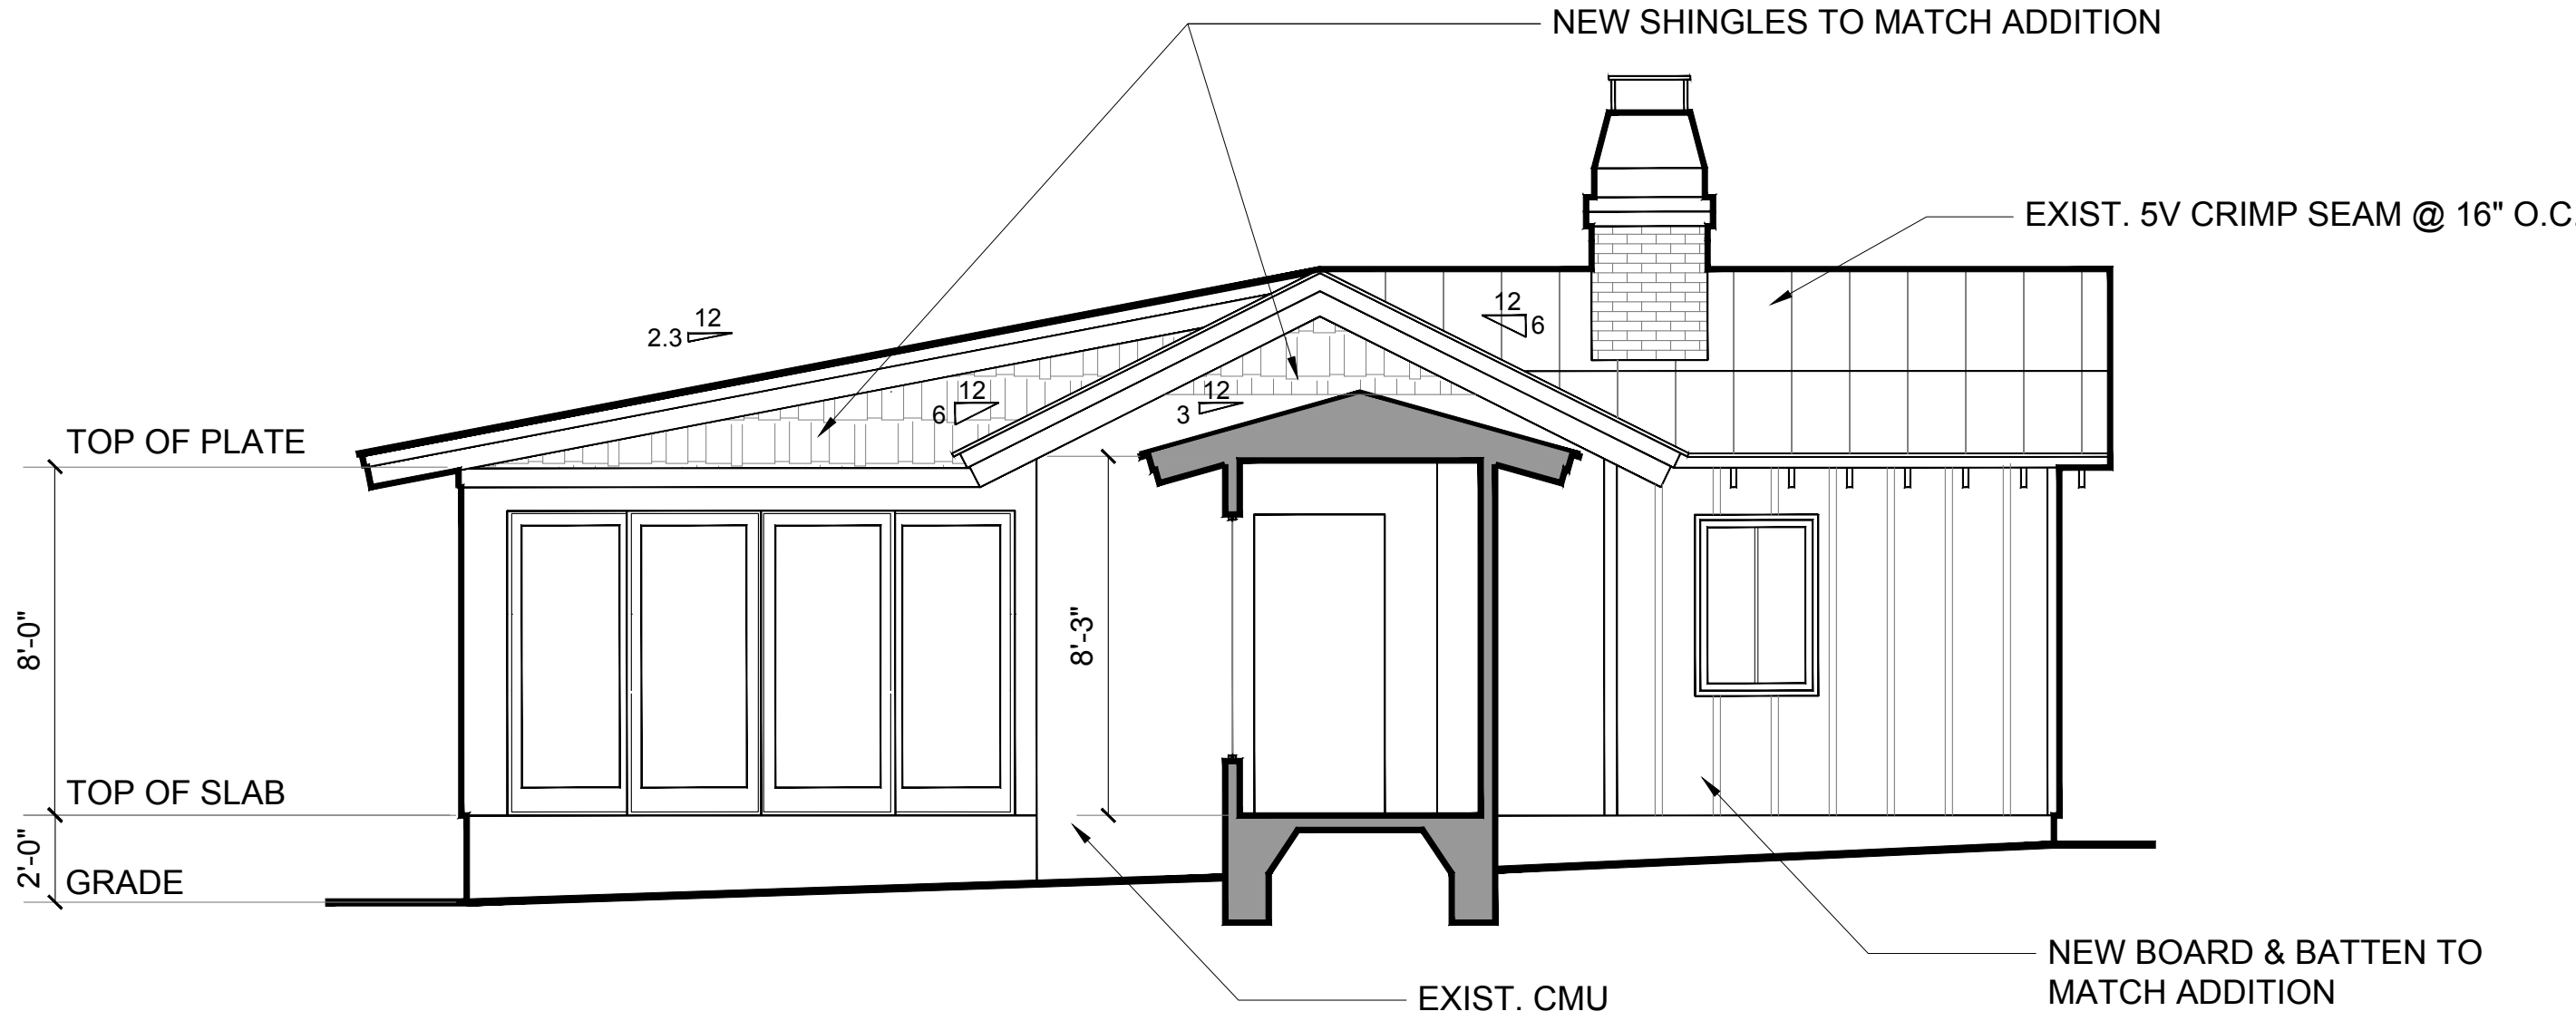 NEW SHINGLES TO MATCH ADDITION
EXIST. 5V CRIMP SEAM @ 16" O.C.
12
2.3
12
6
12
6
12
3
TOP OF PLATE
8'-0"
8'-3"
TOP OF SLAB
2'-0"
GRADE
NEW BOARD & BATTEN TO
MATCH ADDITION
EXIST. CMU